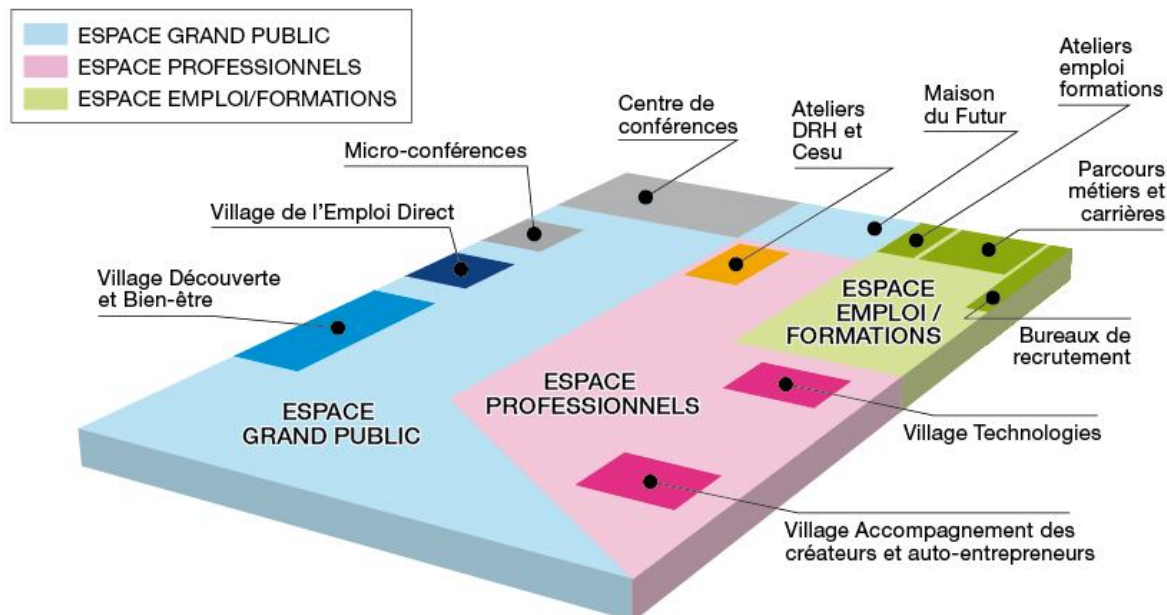 ESPACE GRAND PUBLIC
ESPACE PROFESSIONNELS
ESPACE EMPLOI/FORMATIONS
Ateliers
emploi
formations
Centre de
conférences
Ateliers
DRH et
Cesu
Maison
du Futur
Micro-conférences
Parcours
métiers et
carrières
Village de l'Emploi Direct
Village Découverte
et Bien-être
ESPACE
EMPLOI /
FORMATIONS
Bureaux de
recrutement
ESPACE
PROFESSIONNELS
ESPACE
GRAND PUBLIC
Village Technologies
Village Accompagnement des
créateurs et auto-entrepreneurs